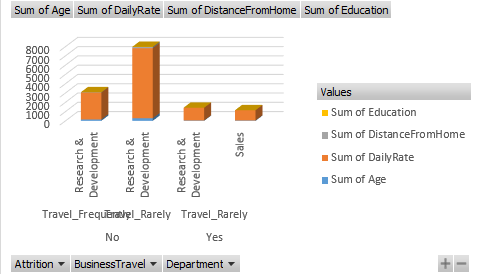 Sum of Age Sum of DailyRate Sum of DistanceFromHome Sum of Education
8000
7000
6000
5000
4000
3000
2000
1000
0
Research &
Development
Research &
Development
Research &
Development
Sales
Travel_Frequently Travel_Rarely Travel_Rarely
No Yes
Values
Sum of Education
Sum of DistanceFromHome
Sum of DailyRate
Sum of Age
Attrition BusinessTravel Department